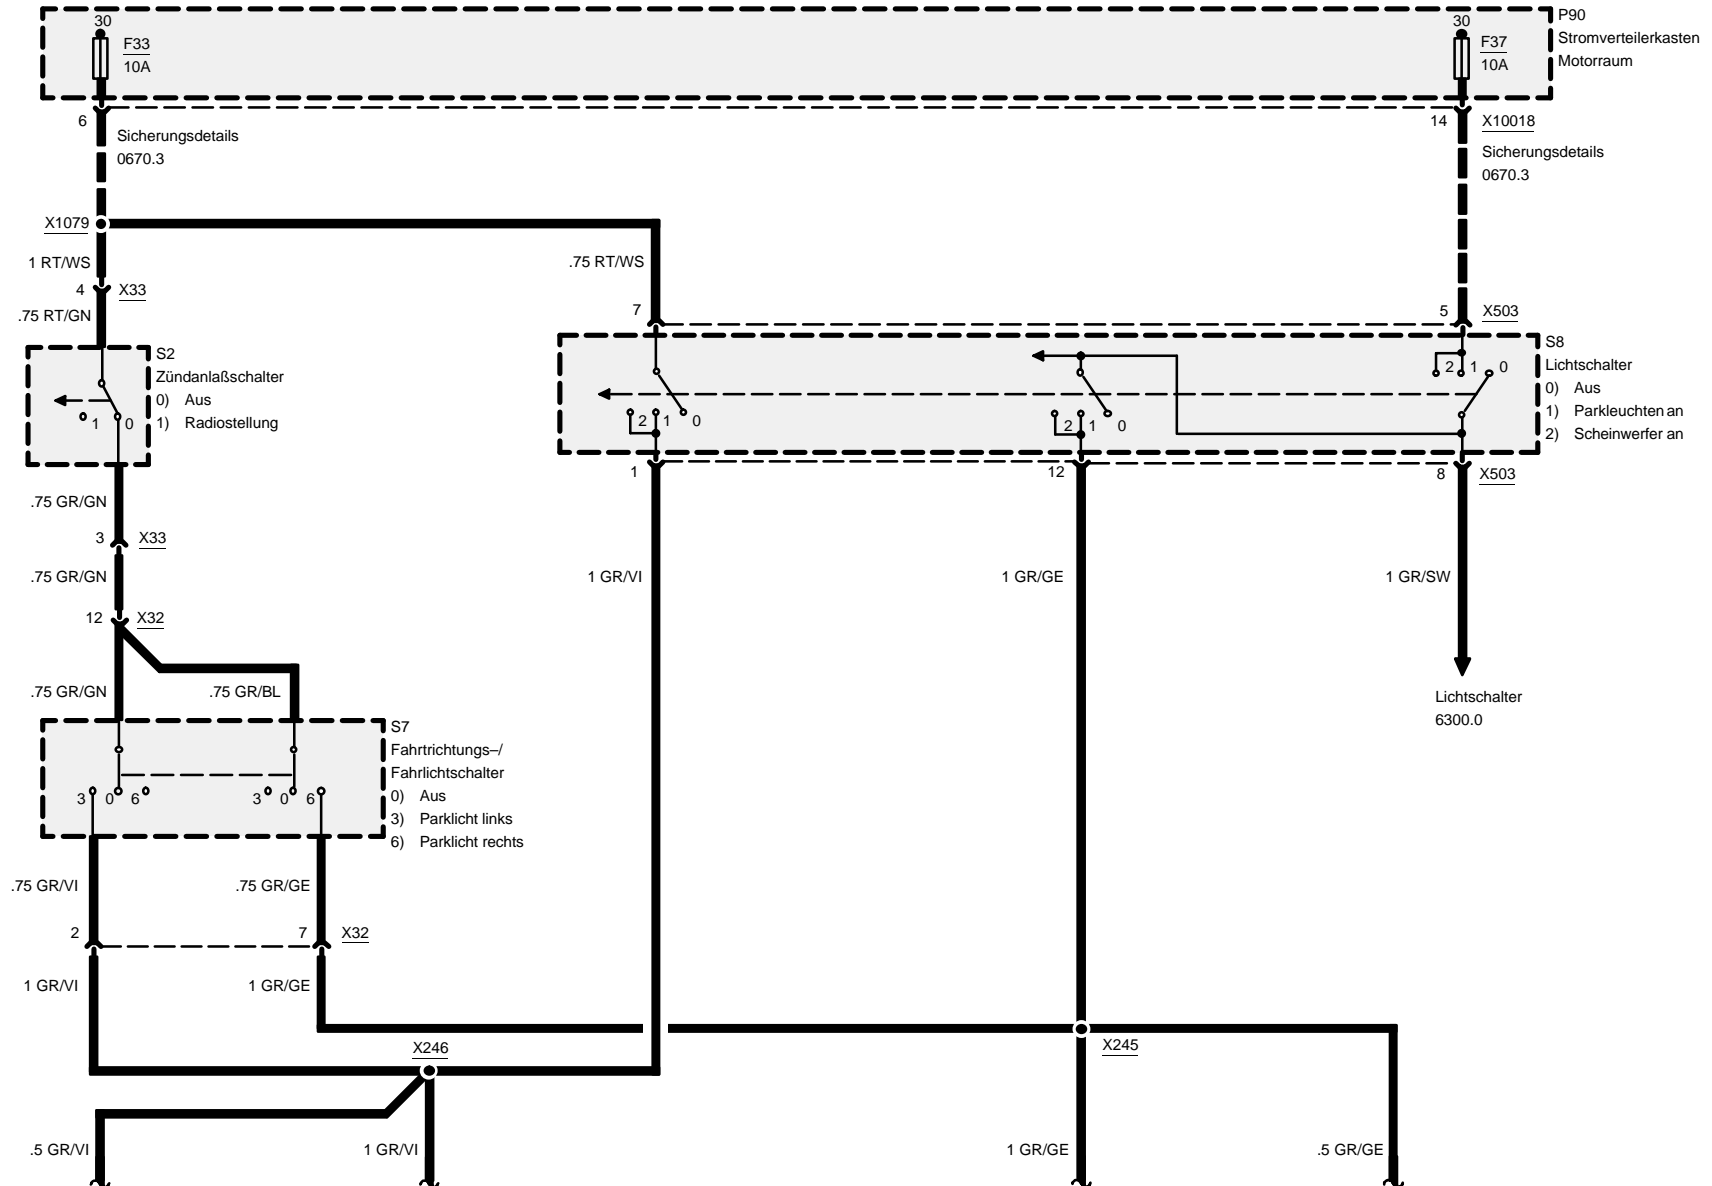 30
F33
10A
30
F37
10A
P90
Stromverteilerkasten
Motorraum
6
14
X10018
Sicherungsdetails
0670.3
Sicherungsdetails
0670.3
X1079
1 RT/WS
.75 RT/WS
4
X33
.75 RT/GN
7
5
X503
S2
Zündanlaßschalter
0) Aus
1) Radiostellung
1 0
2 1 0
2 1 0
2 1 0
S8
Lichtschalter
0) Aus
1) Parkleuchten an
2) Scheinwerfer an
1
12
8
X503
.75 GR/GN
3
X33
.75 GR/GN
1 GR/VI
1 GR/GE
1 GR/SW
12
X32
.75 GR/GN
.75 GR/BL
Lichtschalter
6300.0
S7
Fahrtrichtungs–/
Fahrlichtschalter
0) Aus
3) Parklicht links
6) Parklicht rechts
3 0 6
3 0 6
.75 GR/VI
.75 GR/GE
2
7
X32
1 GR/VI
1 GR/GE
X246
X245
.5 GR/VI
1 GR/VI
1 GR/GE
.5 GR/GE